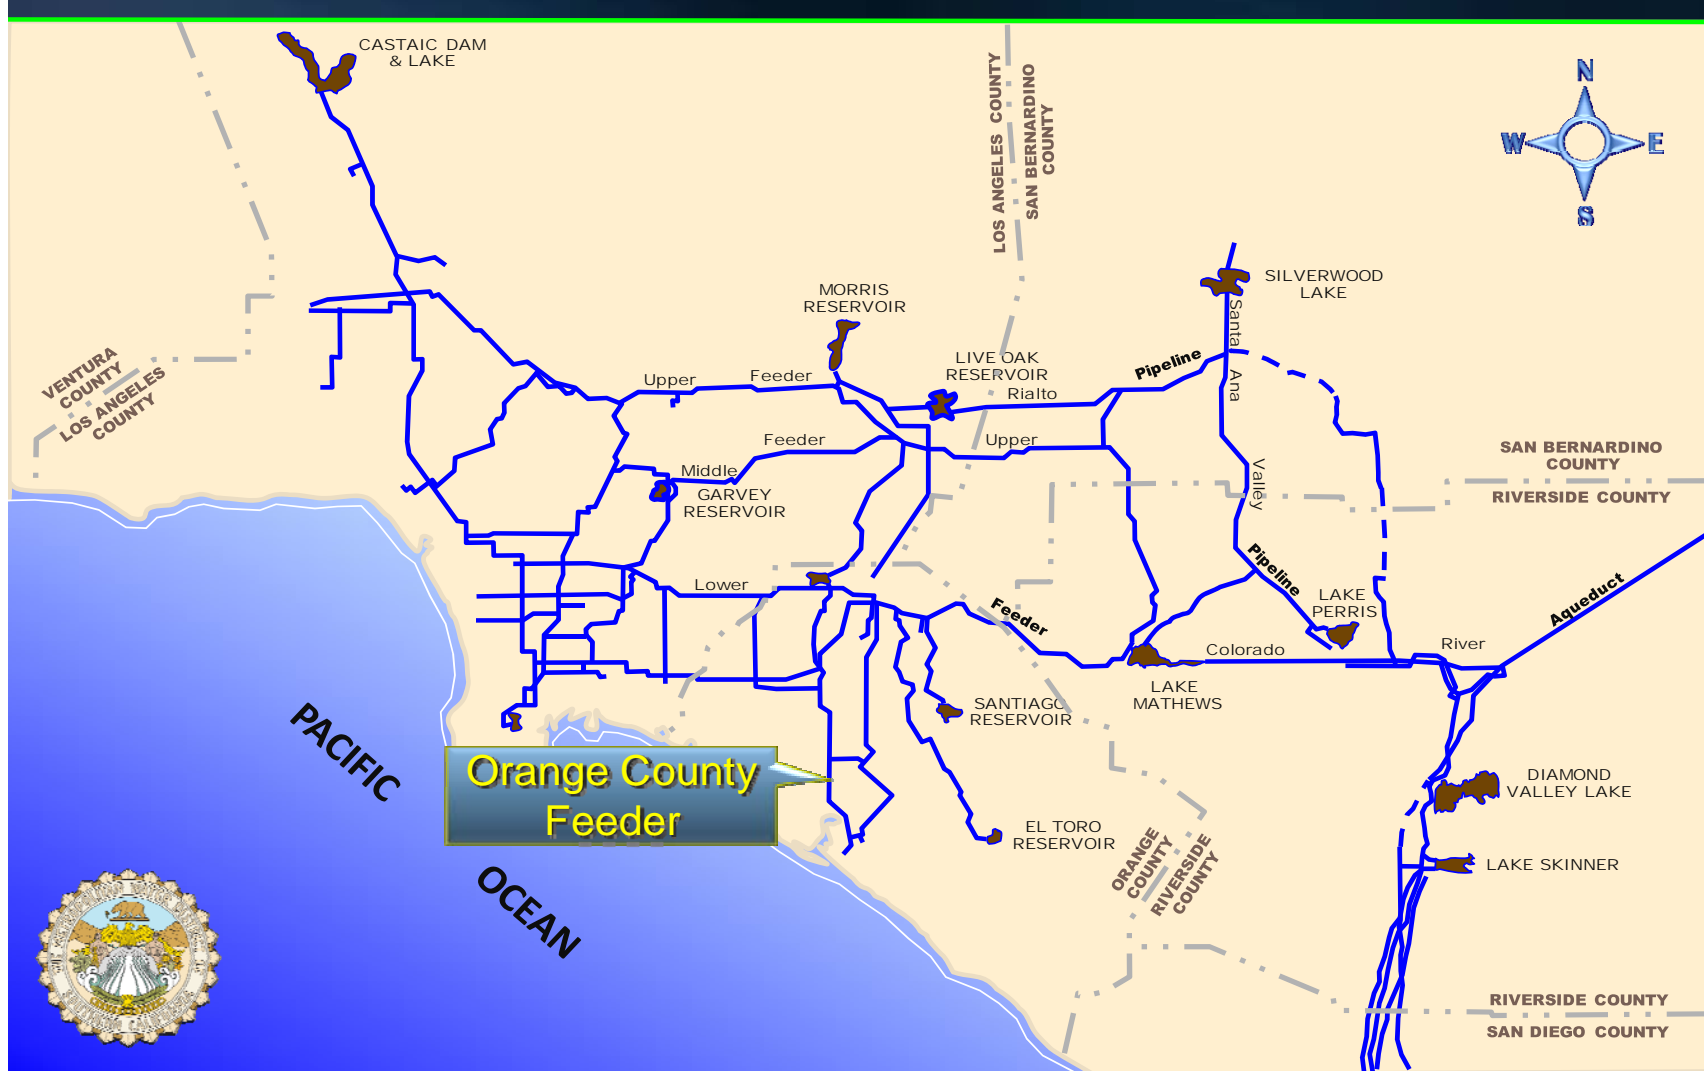 CASTAIC DAM
& LAKE
LOS ANGELES COUNTY
SAN BERNARDINO
COUNTY
N
W
E
S
MORRIS
RESERVOIR
SILVERWOOD
LAKE
Santa
Ana
Valley
Pipeline
LIVE OAK
RESERVOIR
Pipeline
Rialto
VENTURA
COUNTY
LOS ANGELES
COUNTY
Upper
Feeder
Feeder
Upper
Middle
GARVEY
RESERVOIR
SAN BERNARDINO
COUNTY
RIVERSIDE COUNTY
Lower
Feeder
LAKE
PERRIS
Aqueduct
River
Colorado
LAKE
MATHEWS
SANTIAGO
RESERVOIR
PACIFIC
OCEAN
Orange County
Feeder
DIAMOND
VALLEY LAKE
EL TORO
RESERVOIR
ORANGE
COUNTY
RIVERSIDE
COUNTY
LAKE SKINNER
RIVERSIDE COUNTY
SAN DIEGO COUNTY